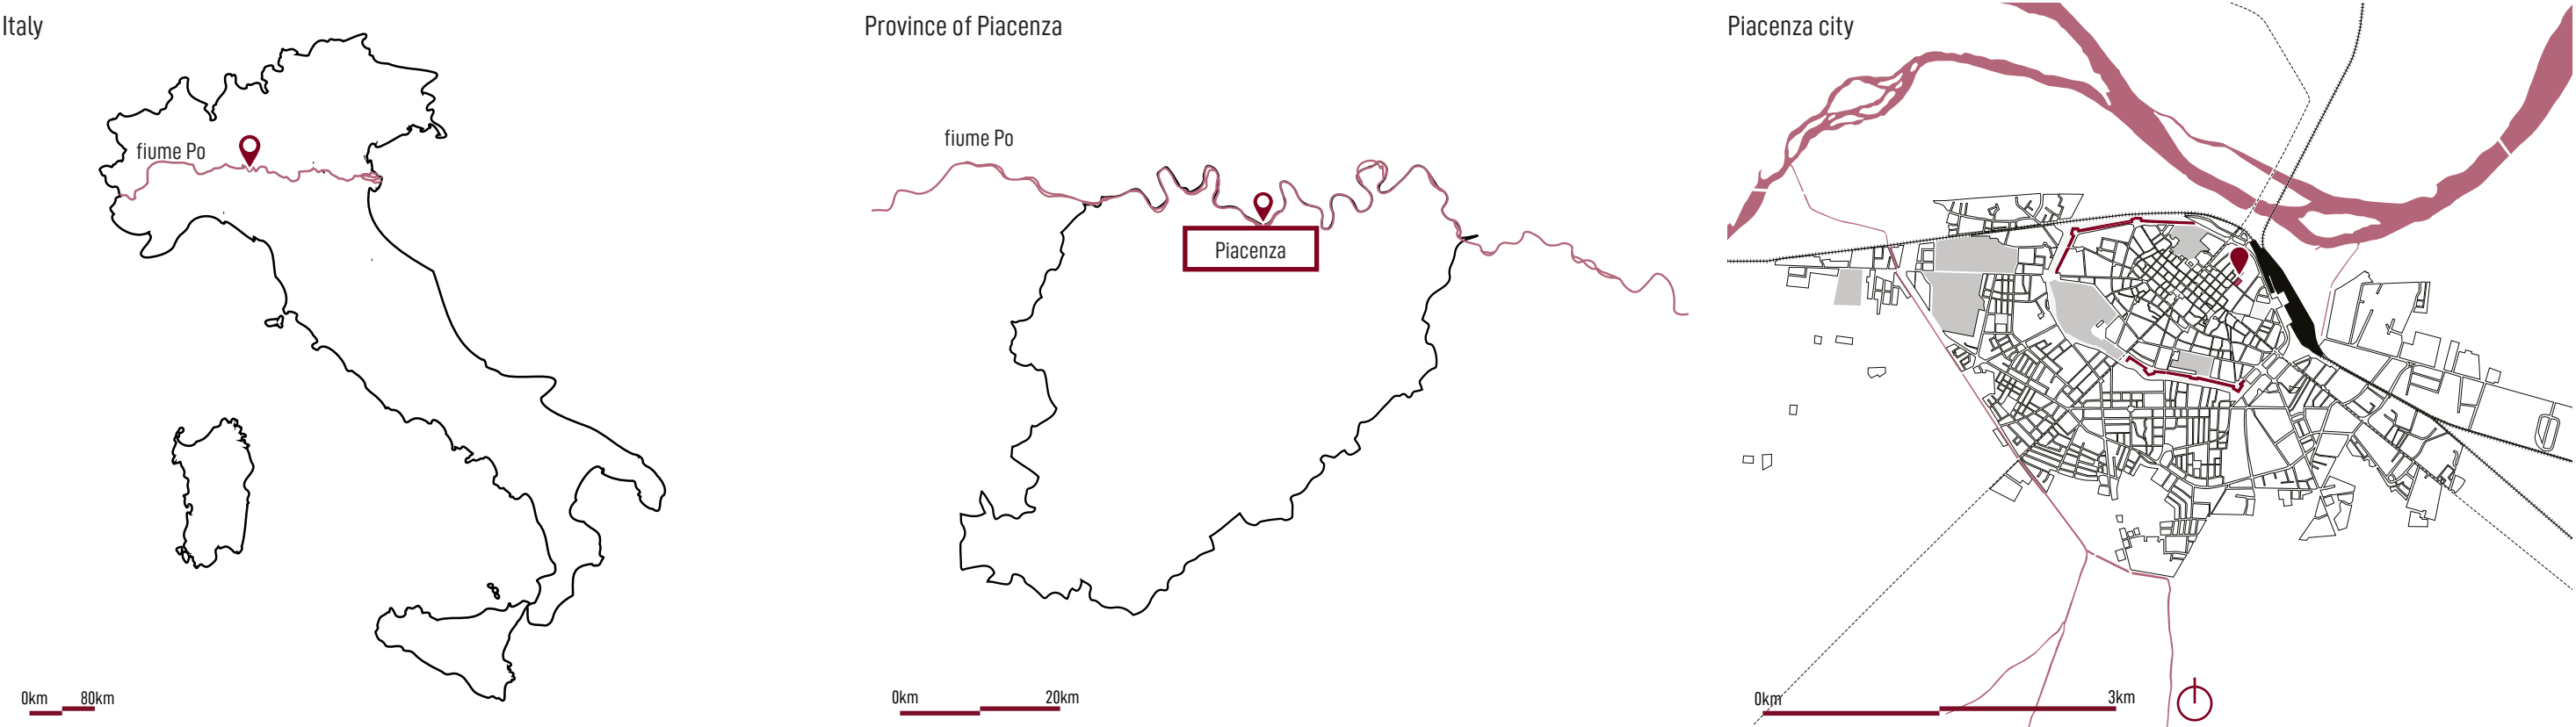 Italy
fiume Po
0km 80km
Province of Piacenza
fiume Po
Piacenza
0km 20km
Piacenza city
0km 3km